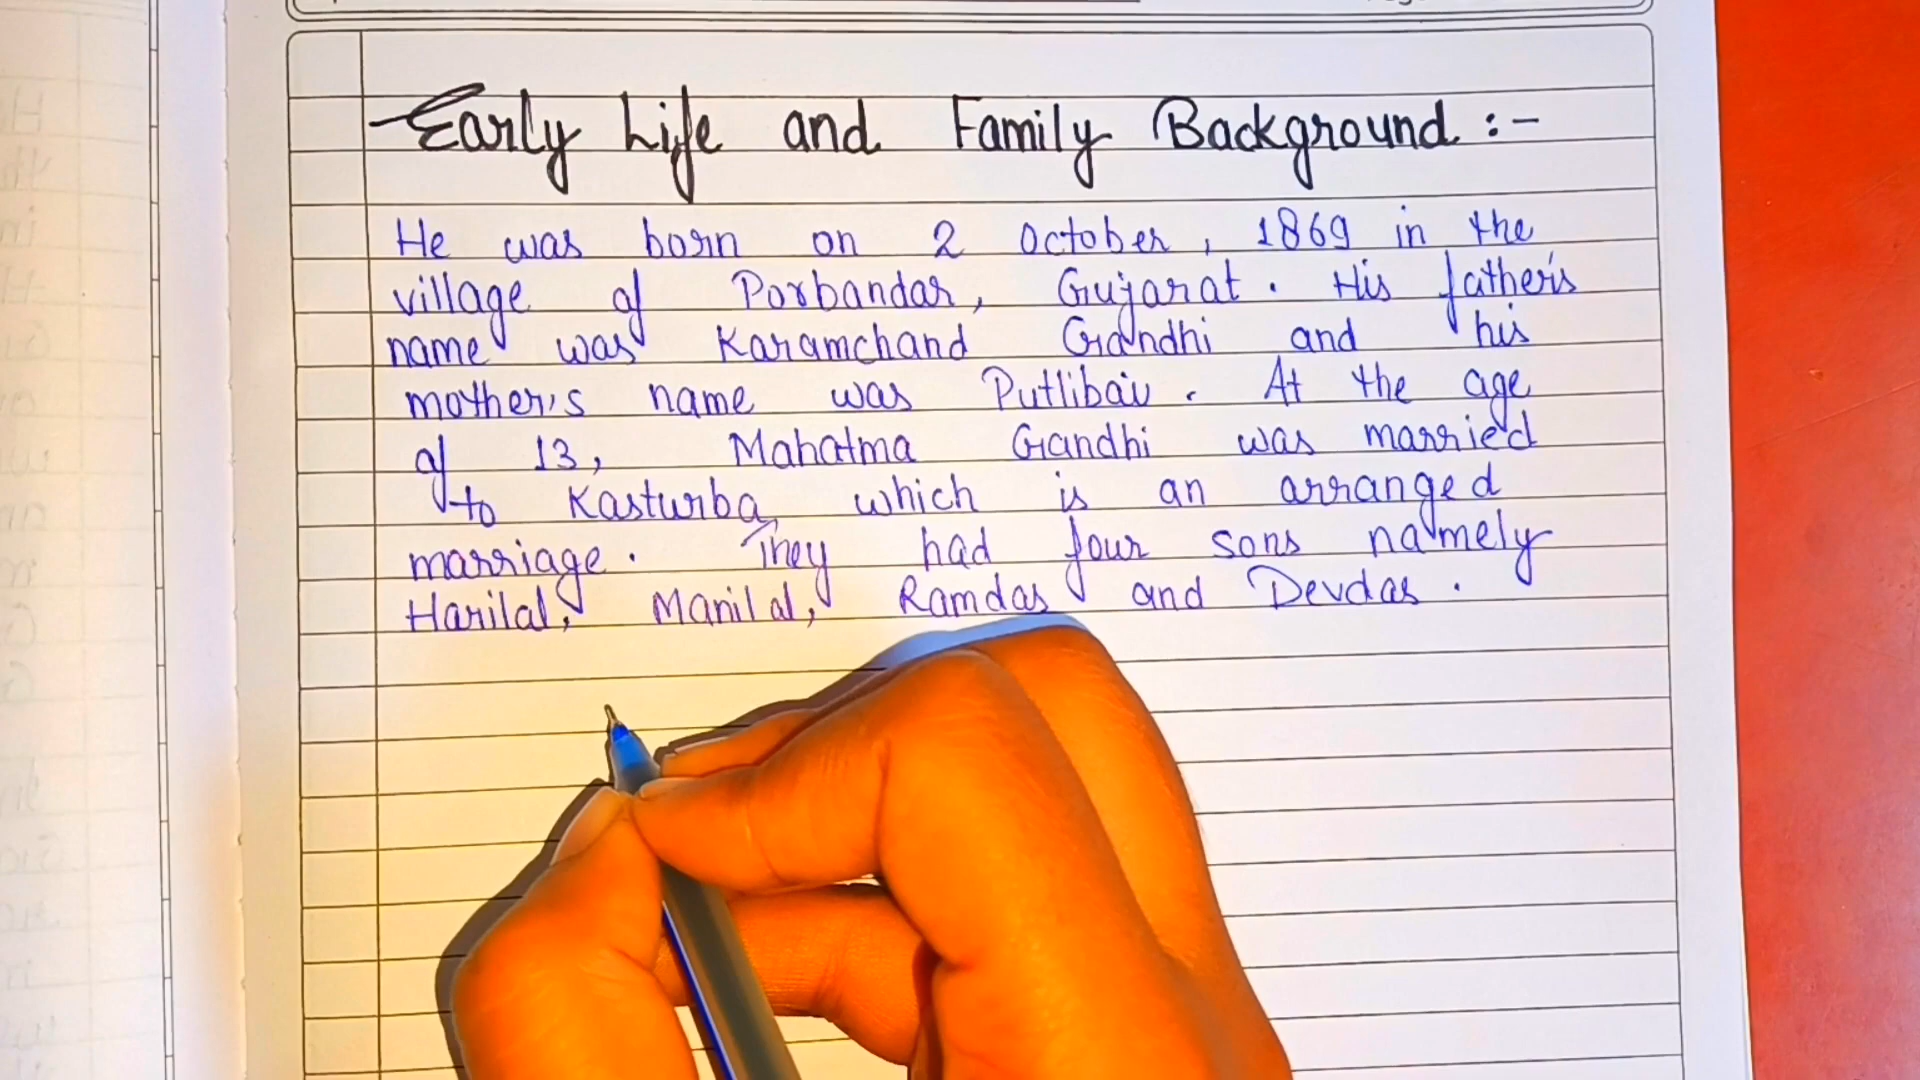 Early Life and Family Background :-
He was born on 2 October, 1869 in the
village of Porbandar, Gujarat. His father's
name was Karamchand Gandhi and his
mother's name was Putlibai. At the age
of 13, Mahatma Gandhi was married
to Kasturba which is an arranged
marriage. They had four sons namely
Harilal, Manilal, Ramdas and Devdas.